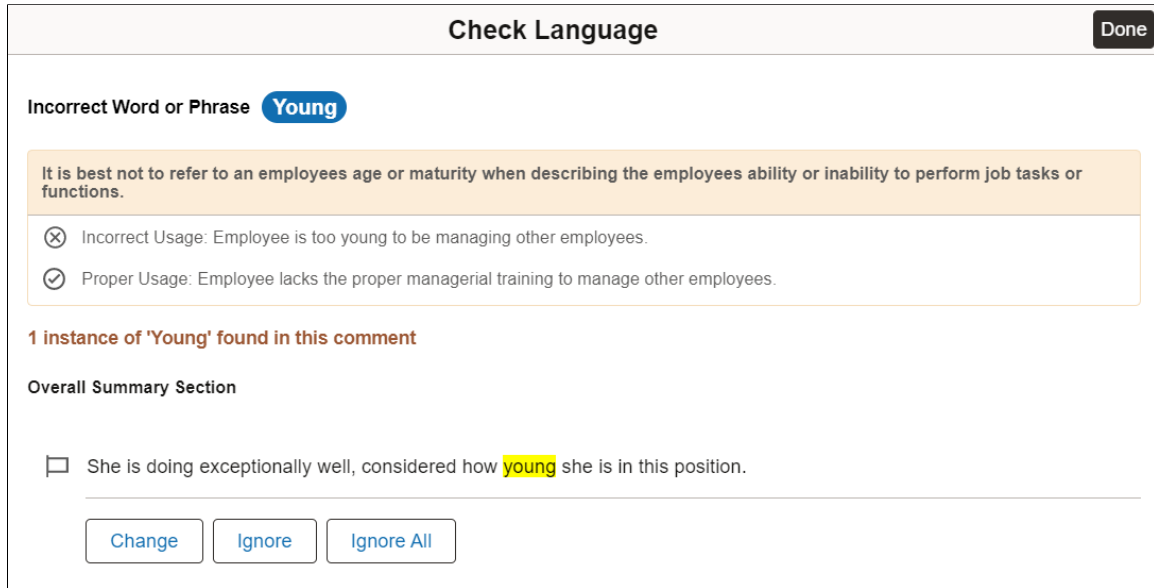 Check Language
Done
Incorrect Word or Phrase Young
It is best not to refer to an employees age or maturity when describing the employees ability or inability to perform job tasks or
functions.
Incorrect Usage: Employee is too young to be managing other employees.
Proper Usage: Employee lacks the proper managerial training to manage other employees.
1 instance of 'Young' found in this comment
Overall Summary Section
She is doing exceptionally well, considered how young she is in this position.
Change Ignore Ignore All